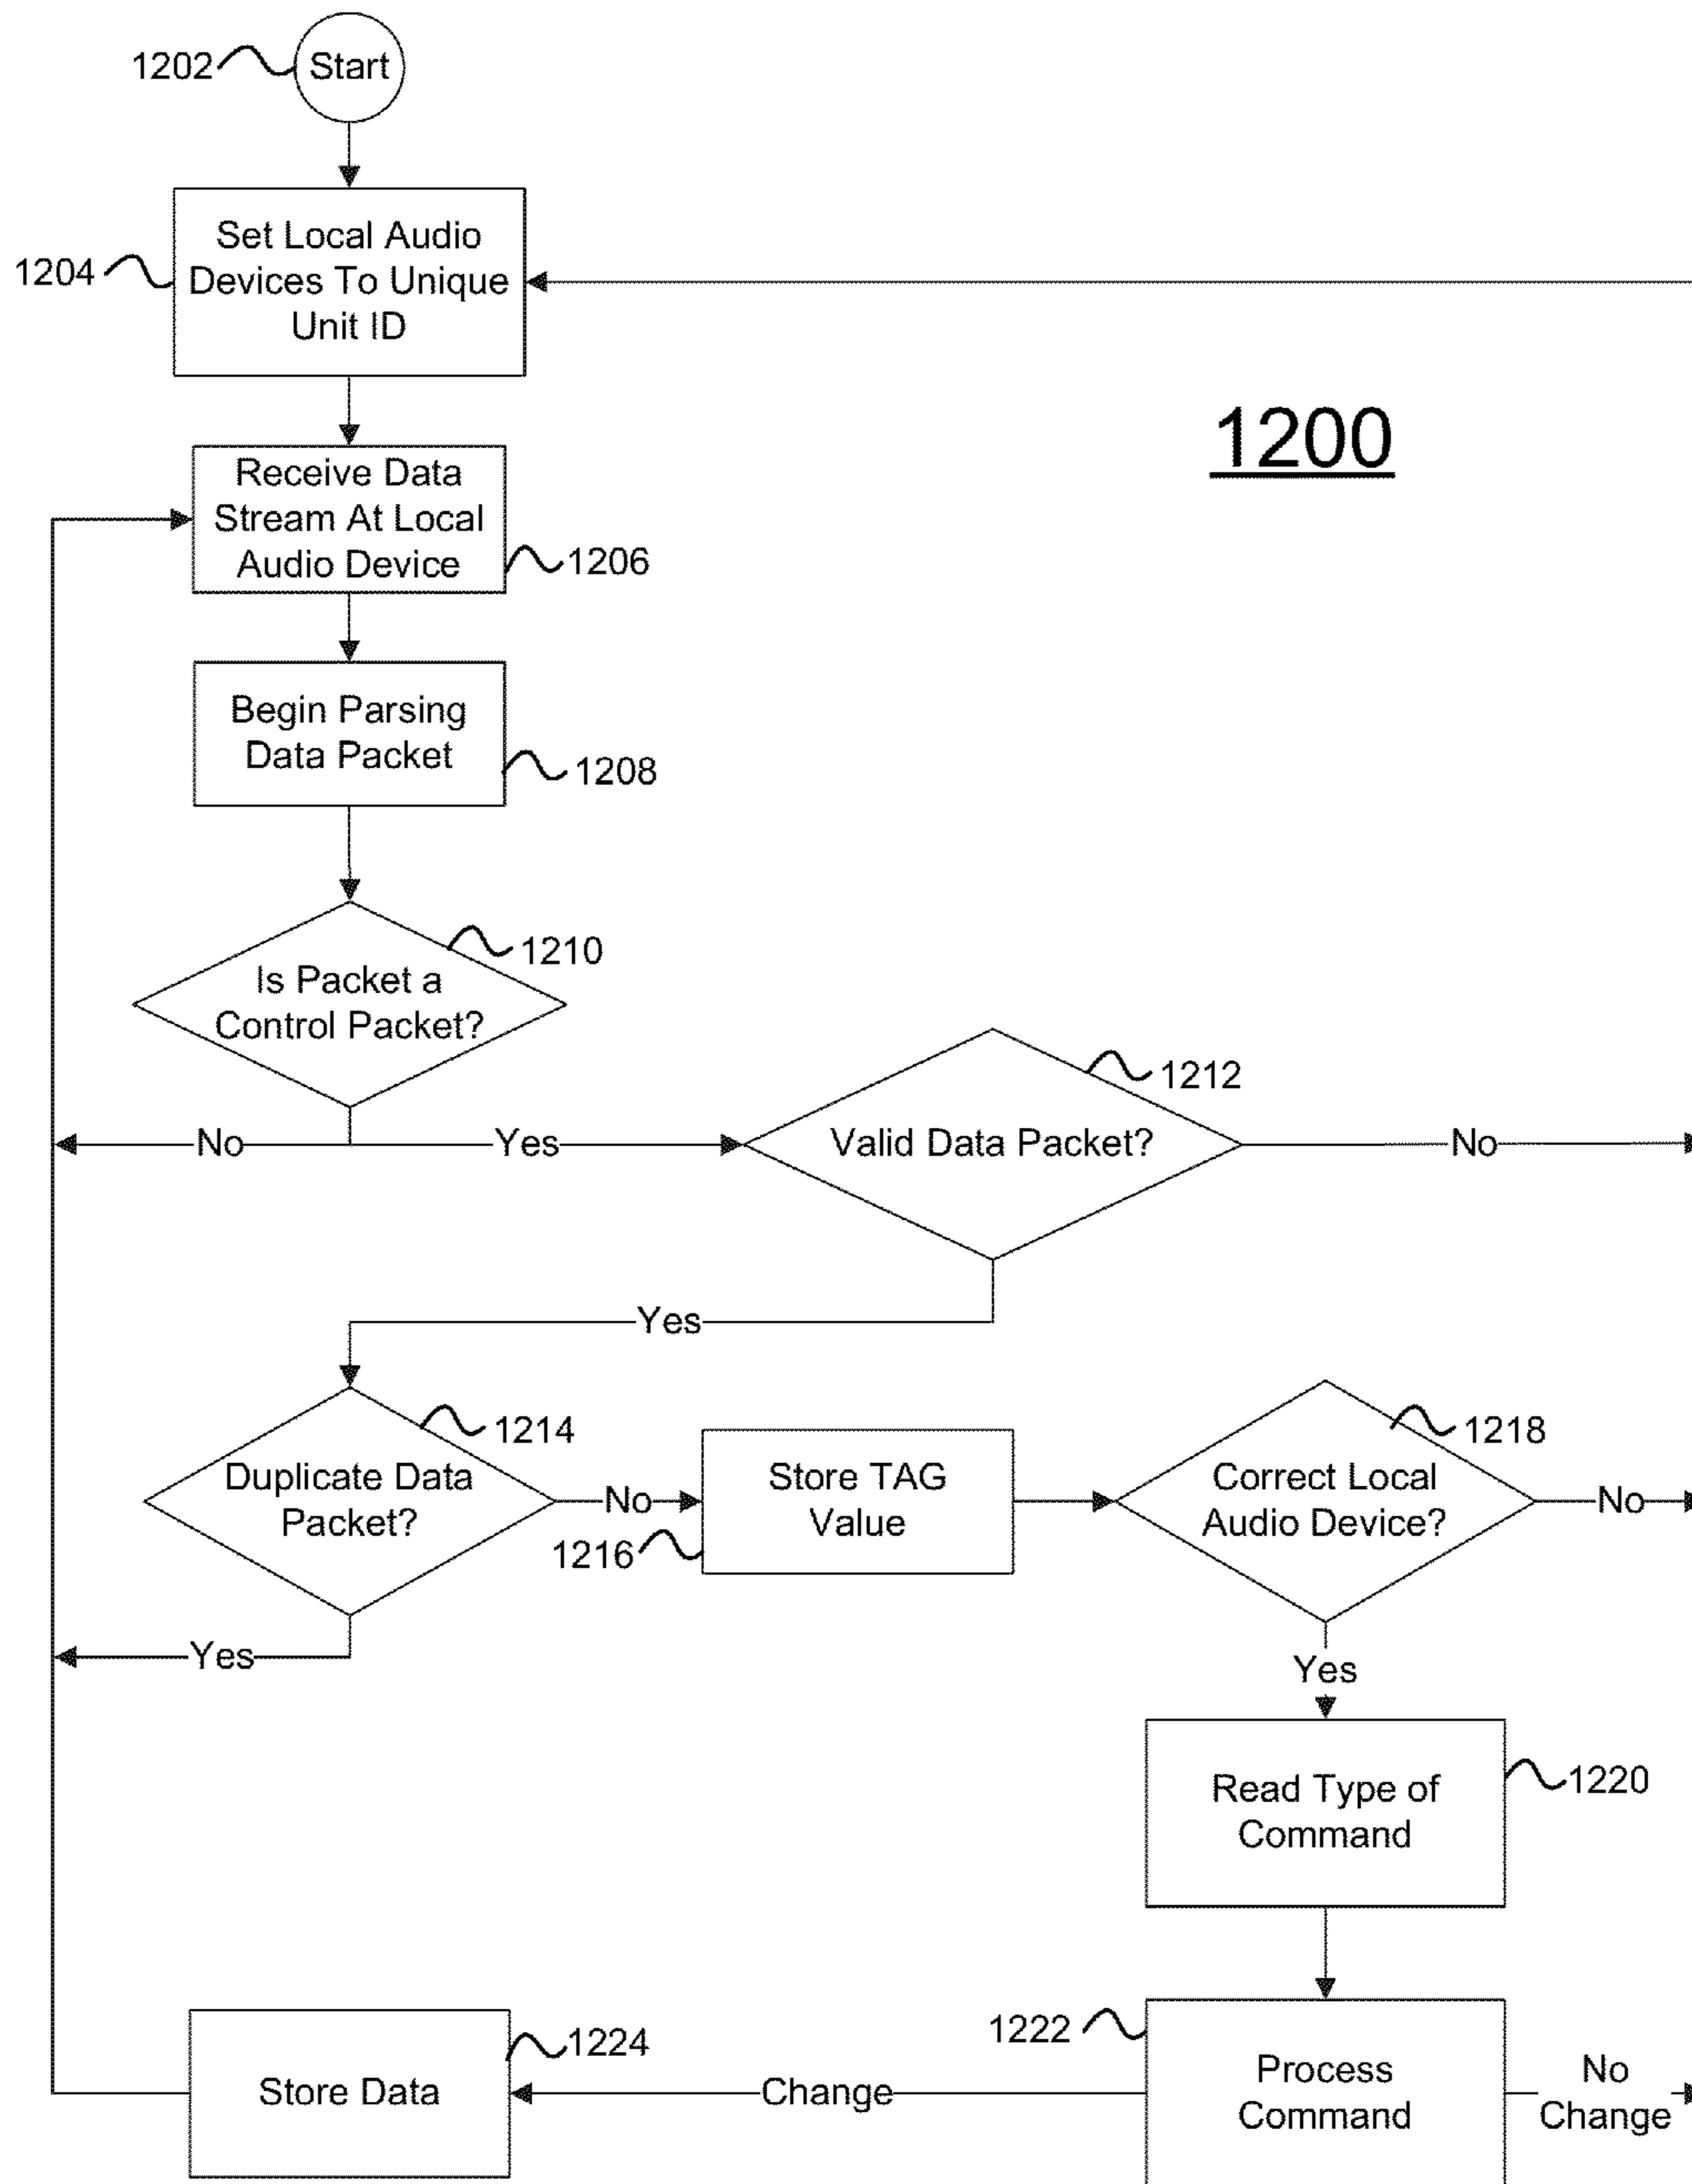 1202
Start
1204
Set Local Audio
Devices To Unique
Unit ID
1200
Receive Data
Stream At Local
Audio Device
1206
Begin Parsing
Data Packet
1208
1210
Is Packet a
Control Packet?
1212
Valid Data Packet?
No
Yes
No
Yes
1214
Duplicate Data
Packet?
No
Store TAG
Value
1216
1218
Correct Local
Audio Device?
No
Yes
Yes
Read Type of
Command
1220
1222
Process
Command
No
Change
Change
1224
Store Data